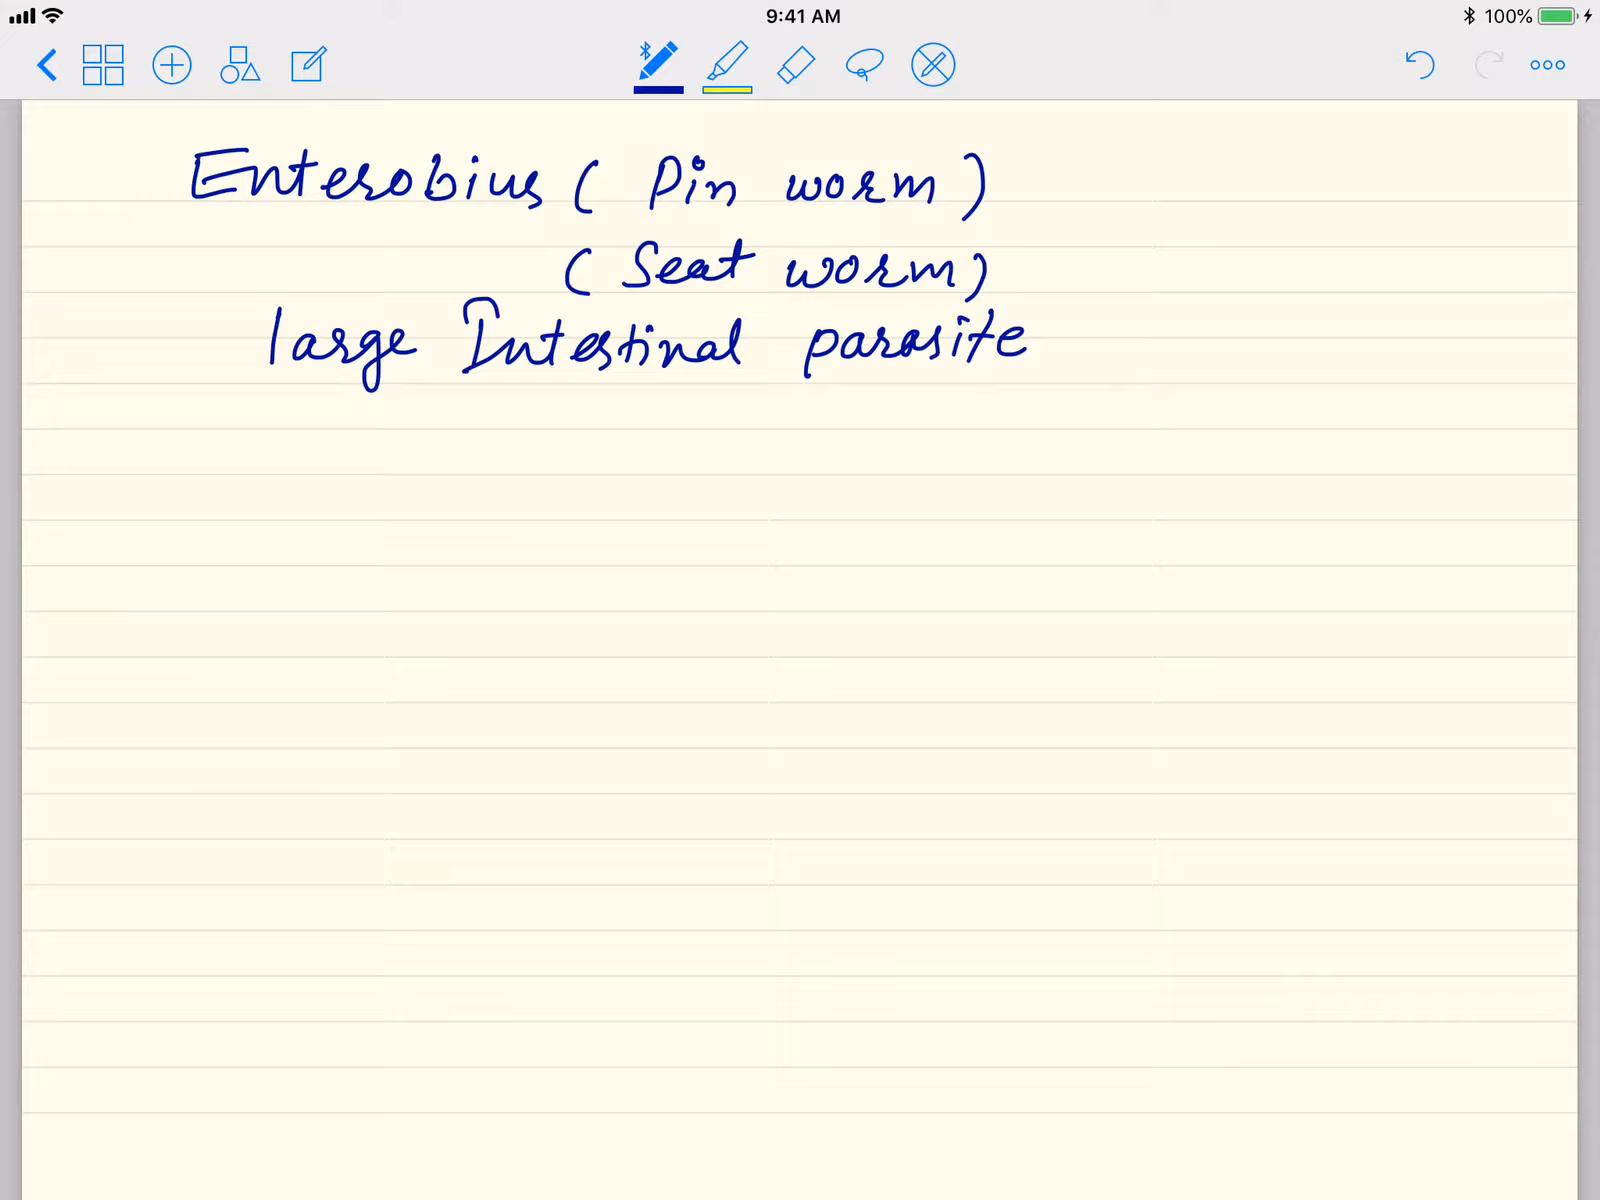 9:41 AM
100%
Enterobius ( Pin worm )
( Seat worm )
large Intestinal parasite